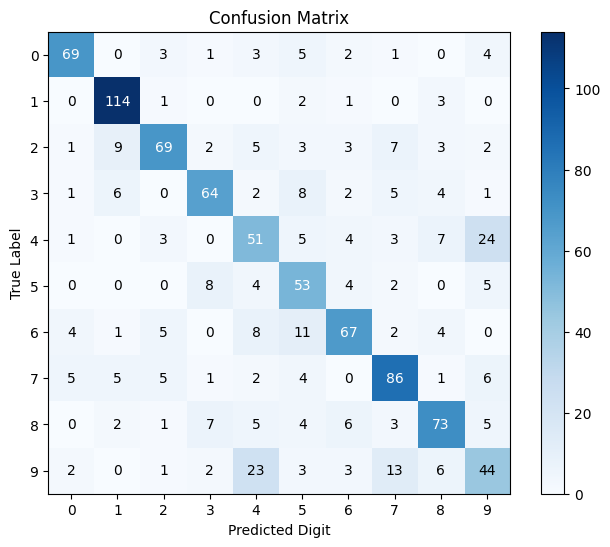 Confusion Matrix
0 69 0 3 1 3 5 2 1 0 4
1 0 114 1 0 0 2 1 0 3 0
2 1 9 69 2 5 3 3 7 3 2
3 1 6 0 64 2 8 2 5 4 1
4 1 0 3 0 51 5 4 3 7 24
5 0 0 0 8 4 53 4 2 0 5
6 4 1 5 0 8 11 67 2 4 0
7 5 5 5 1 2 4 0 86 1 6
8 0 2 1 7 5 4 6 3 73 5
9 2 0 1 2 23 3 3 13 6 44
0 1 2 3 4 5 6 7 8 9
Predicted Digit
True Label
100
80
60
40
20
0